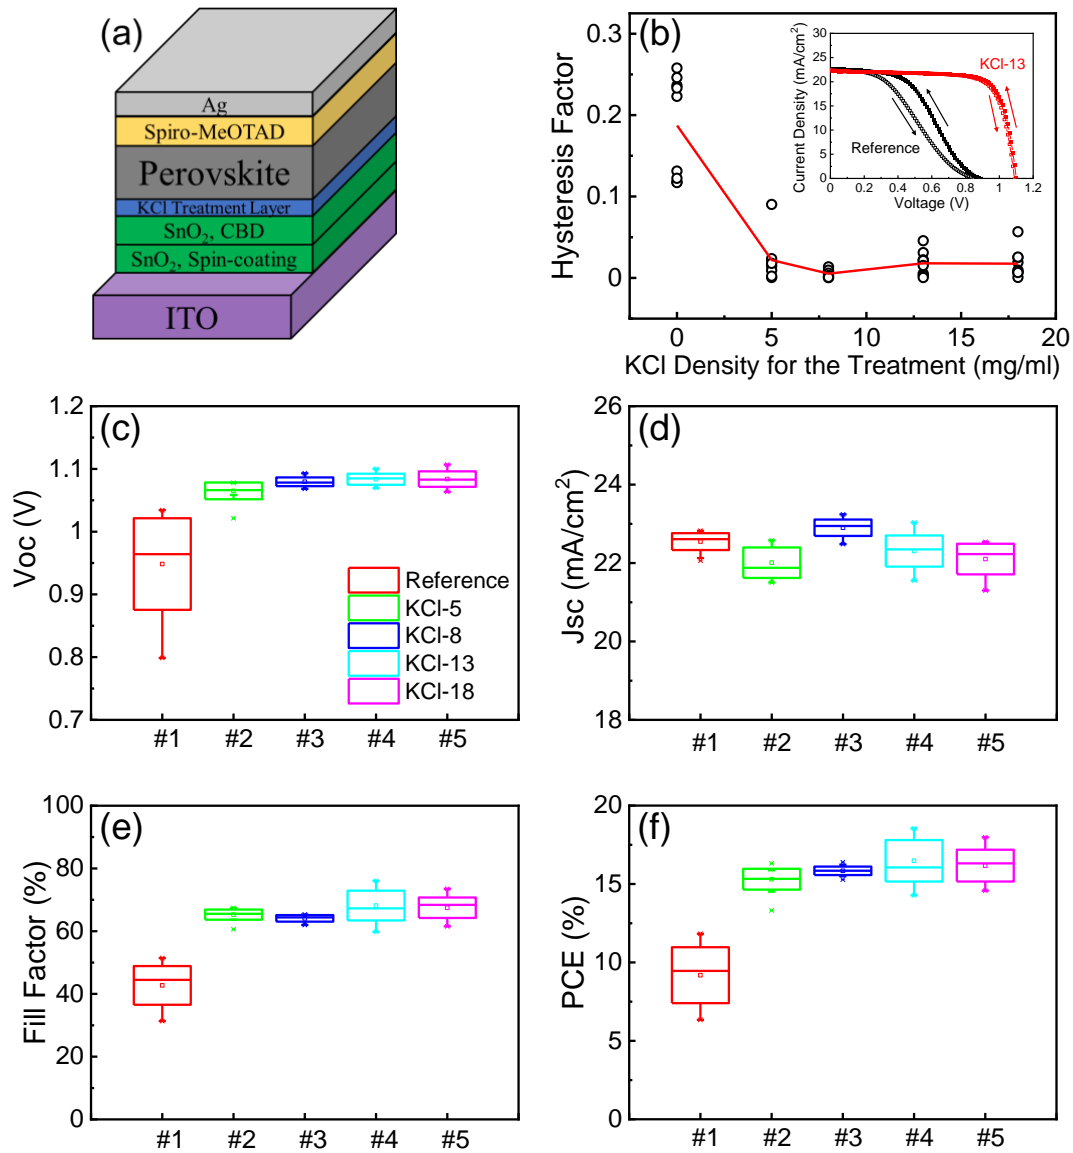 (a)
Ag
Spiro-MeOTAD
Perovskite
KCl Treatment Layer
SnO₂, CBD
SnO₂, Spin-coating
ITO
(b)
Hysteresis Factor
0.3
0.2
0.1
0
0 5 10 15 20
KCl Density for the Treatment (mg/ml)
Current Density (mA/cm²)
30
25
20
15
10
5
0
KCl-13
Reference
0 0.2 0.4 0.6 0.8 1 1.2
Voltage (V)
(c)
Voc (V)
1.2
1.1
1
0.9
0.8
0.7
Reference
KCl-5
KCl-8
KCl-13
KCl-18
#1 #2 #3 #4 #5
(d)
Jsc (mA/cm²)
26
24
22
22
18
#1 #2 #3 #4 #5
(e)
Fill Factor (%)
100
80
60
40
20
0
#1 #2 #3 #4 #5
(f)
PCE (%)
20
15
10
5
0
#1 #2 #3 #4 #5